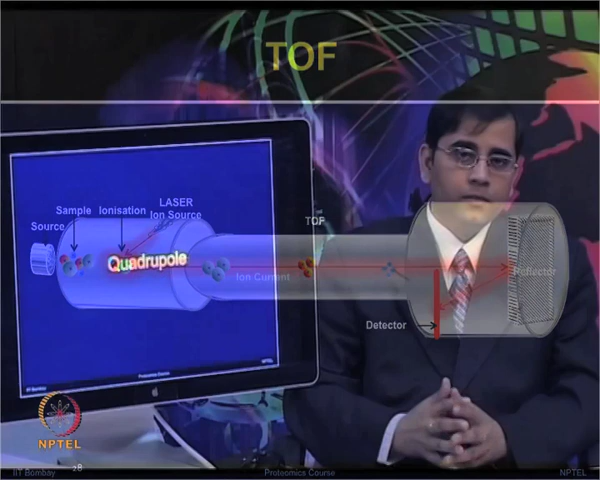 TOF
LASER
Sample Ionisation Ion Source
Source
TOF
Quadrupole
Ion Current
Reflector
Detector
IIT Bombay
Proteomics Course
NPTEL
NPTEL
IIT Bombay
28
Proteomics Course
NPTEL